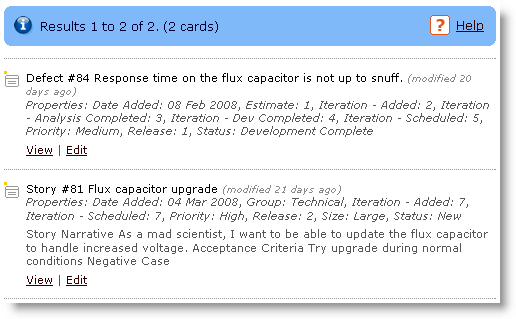 Results 1 to 2 of 2. (2 cards)
? Help
Defect #84 Response time on the flux capacitor is not up to snuff. (modified 20
days ago)
Properties: Date Added: 08 Feb 2008, Estimate: 1, Iteration - Added: 2, Iteration
- Analysis Completed: 3, Iteration - Dev Completed: 4, Iteration - Scheduled: 5,
Priority: Medium, Release: 1, Status: Development Complete
View | Edit
Story #81 Flux capacitor upgrade (modified 21 days ago)
Properties: Date Added: 04 Mar 2008, Group: Technical, Iteration - Added: 7,
Iteration - Scheduled: 7, Priority: High, Release: 2, Size: Large, Status: New
Story Narrative As a mad scientist, I want to be able to update the flux capacitor
to handle increased voltage. Acceptance Criteria Try upgrade during normal
conditions Negative Case
View | Edit